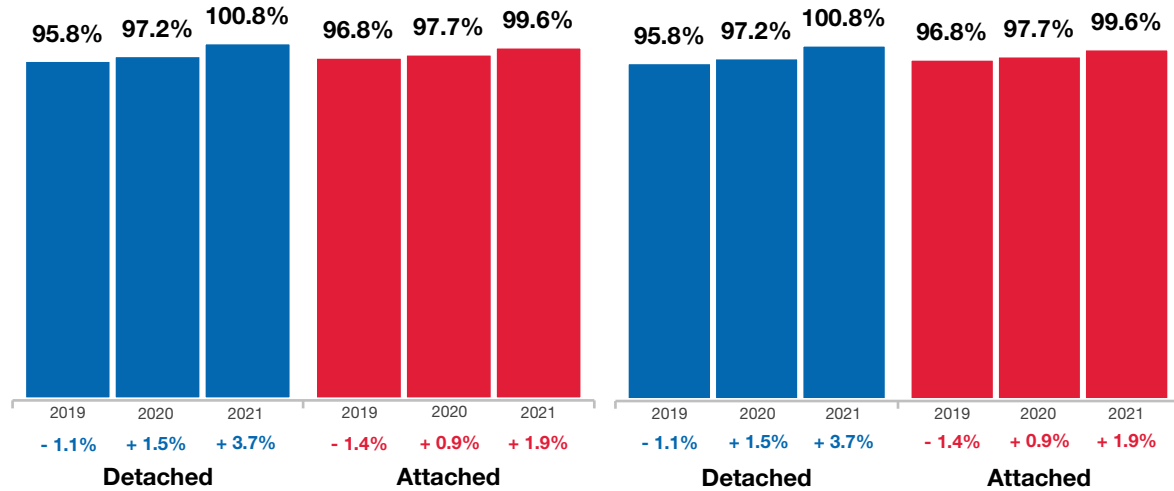 95.8% 97.2% 100.8% 96.8% 97.7% 99.6% 95.8% 97.2% 100.8% 96.8% 97.7% 99.6%
2019 2020 2021 2019 2020 2021 2019 2020 2021 2019 2020 2021
- 1.1% + 1.5% + 3.7% - 1.4% + 0.9% + 1.9% - 1.1% + 1.5% + 3.7% - 1.4% + 0.9% + 1.9%
Detached Attached Detached Attached